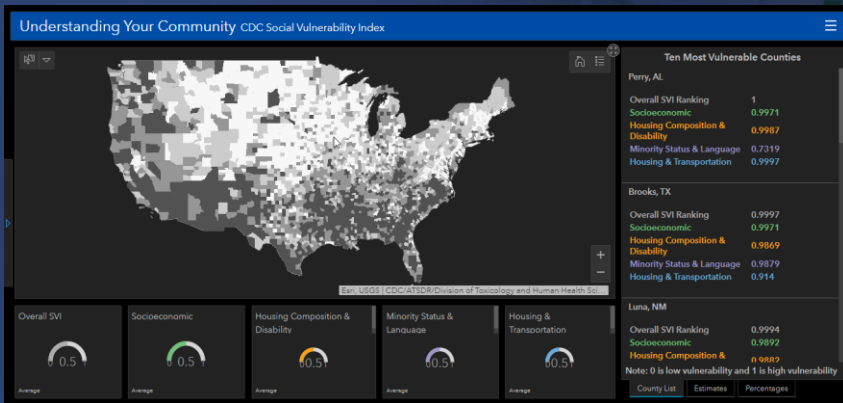 Understanding Your Community CDC Social Vulnerability Index
Ten Most Vulnerable Counties
Perry, AL
Overall SVI Ranking 1
Socioeconomic 0.9971
Housing Composition &
Disability 0.9987
Minority Status & Language 0.7319
Housing & Transportation 0.9997
Brooks, TX
Overall SVI Ranking 0.9997
Socioeconomic 0.9971
Housing Composition &
Disability 0.9869
Minority Status & Language 0.9879
Housing & Transportation 0.914
Luna, NM
Overall SVI Ranking 0.9994
Socioeconomic 0.9892
Housing Composition & 0.9882
Note: 0 is low vulnerability and 1 is high vulnerability
County List Estimates Percentages
Esri, USGS | CDC/ATSDR/Division of Toxicology and Human Health Sci...
Overall SVI
0.5
Average
Socioeconomic
0.5
Average
Housing Composition &
Disability
0.5
Average
Minority Status &
Language
0.5
Average
Housing &
Transportation
0.5
Average